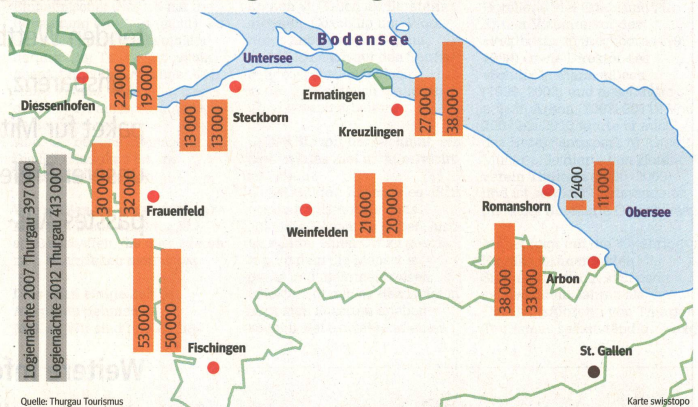 Bodensee
Untersee
Diessenhofen
22 000
19 000
Ermatingen
Steckborn
13 000
13 000
Kreuzlingen
27 000
38 000
30 000
32 000
Frauenfeld
Weinfelden
21 000
20 000
Romanshorn
2400
11 000
Obersee
Logiernächte 2007 Thurgau 397 000
Logiernächte 2012 Thurgau 413 000
53 000
50 000
38 000
33 000
Arbon
Fischingen
St. Gallen
Quelle: Thurgau Tourismus
Karte swisstopo